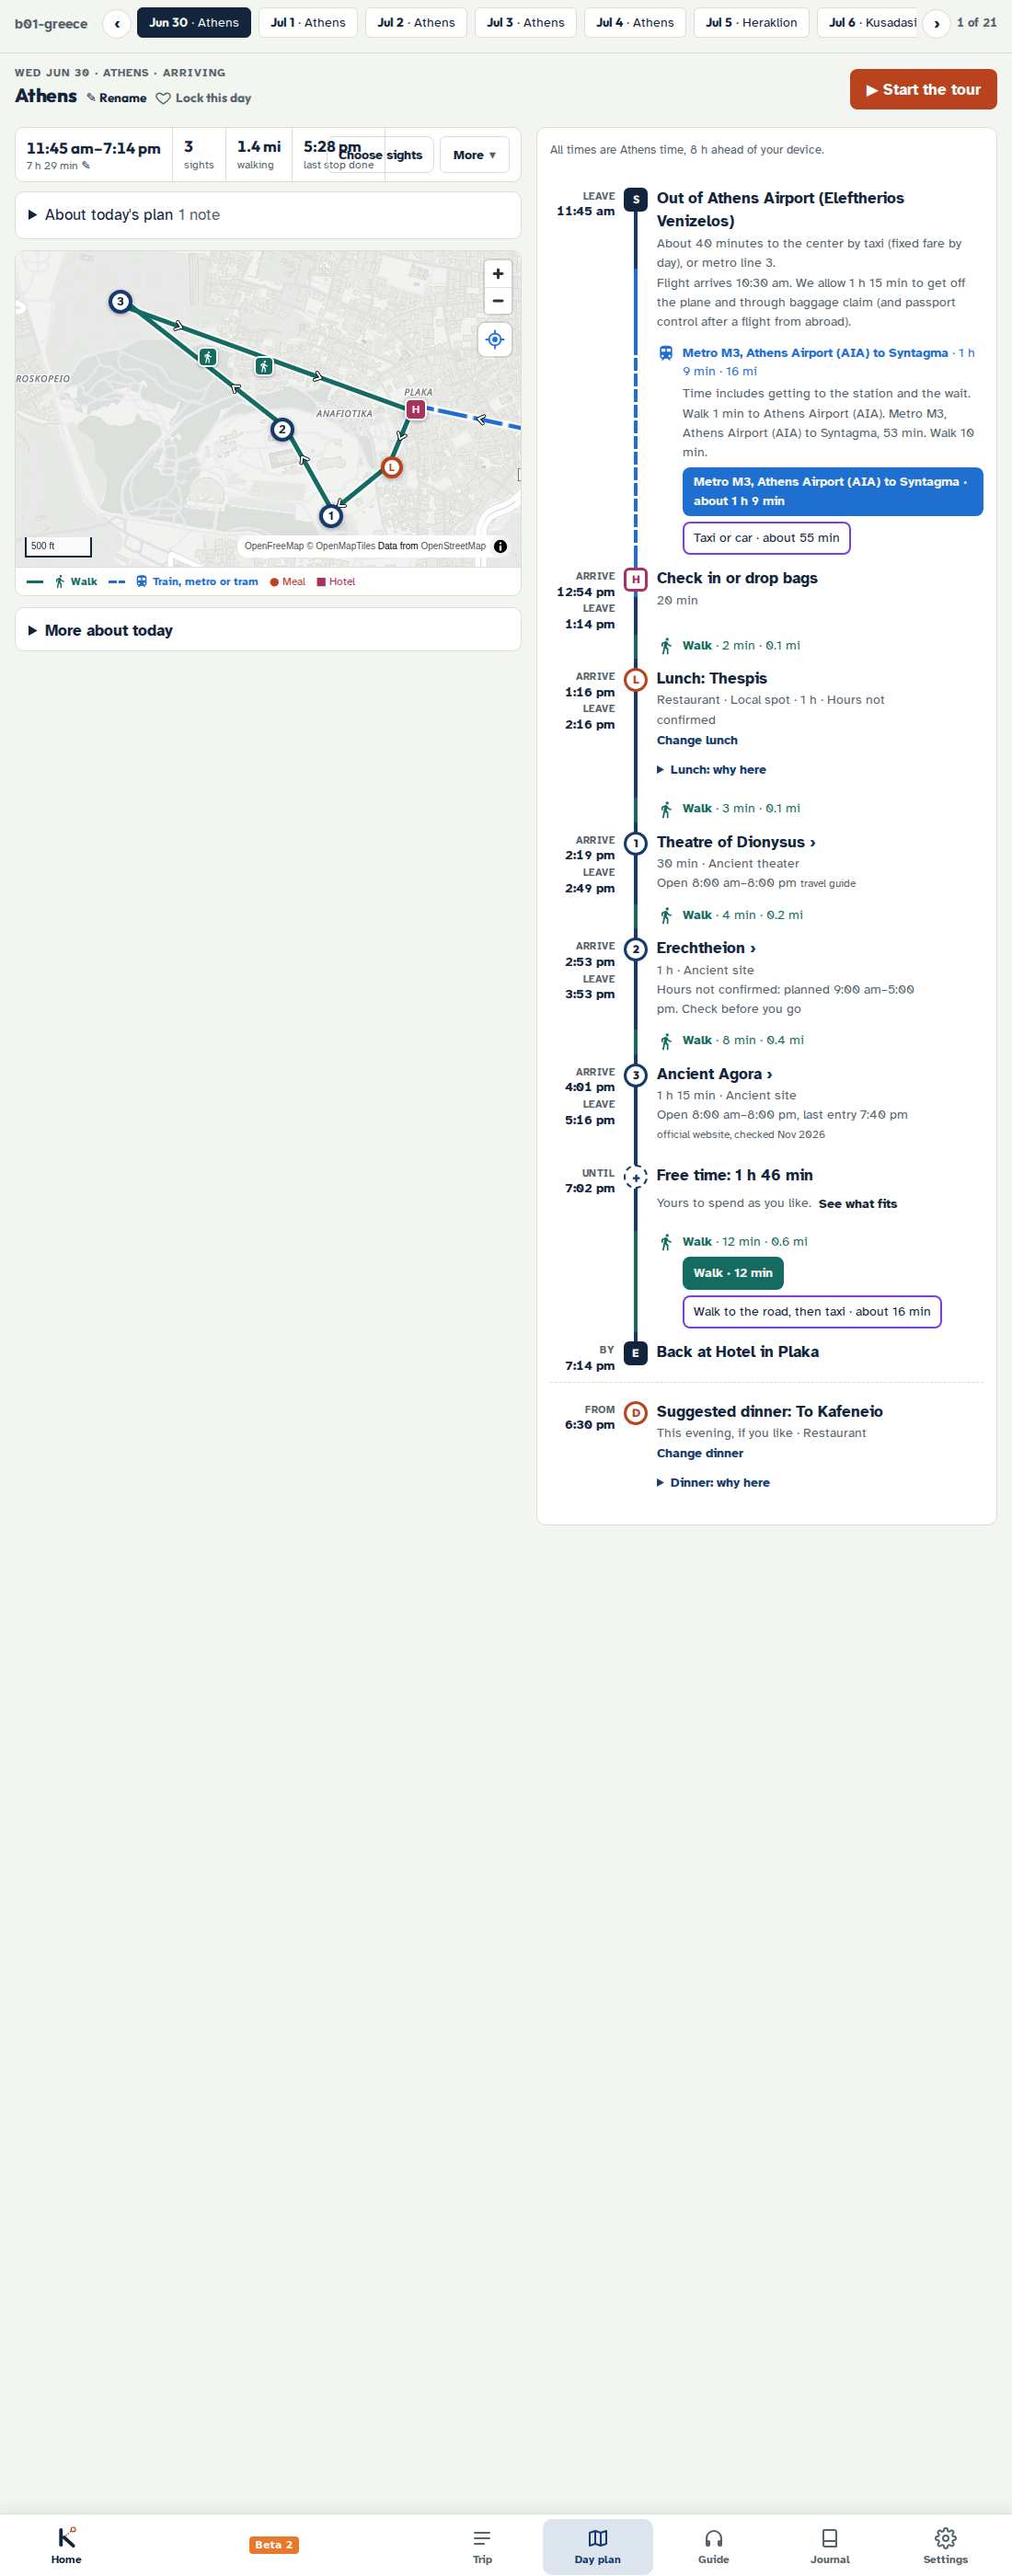 b01-greece
‹
Jun 30 · Athens
Jul 1 · Athens
Jul 2 · Athens
Jul 3 · Athens
Jul 4 · Athens
Jul 5 · Heraklion
Jul 6 · Kusadasi
›
1 of 21
WED JUN 30 · ATHENS · ARRIVING
Athens ✎ Rename Lock this day
▶ Start the tour
11:45 am–7:14 pm
7 h 29 min ✎
3
sights
1.4 mi
walking
5:28 pm
last stop done
Choose sights
More ▾
▶ About today's plan 1 note
3
ROSKOPEIO
PLAKA
ANAFIOTIKA
H
2
L
1
+
−
500 ft
OpenFreeMap © OpenMapTiles Data from OpenStreetMap
Walk
Train, metro or tram
Meal
Hotel
▶ More about today
All times are Athens time, 8 h ahead of your device.
LEAVE
11:45 am
S
Out of Athens Airport (Eleftherios
Venizelos)
About 40 minutes to the center by taxi (fixed fare by
day), or metro line 3.
Flight arrives 10:30 am. We allow 1 h 15 min to get off
the plane and through baggage claim (and passport
control after a flight from abroad).
Metro M3, Athens Airport (AIA) to Syntagma · 1 h
9 min · 16 mi
Time includes getting to the station and the wait.
Walk 1 min to Athens Airport (AIA). Metro M3,
Athens Airport (AIA) to Syntagma, 53 min. Walk 10
min.
Metro M3, Athens Airport (AIA) to Syntagma ·
about 1 h 9 min
Taxi or car · about 55 min
ARRIVE
12:54 pm
LEAVE
1:14 pm
H
Check in or drop bags
20 min
Walk · 2 min · 0.1 mi
ARRIVE
1:16 pm
LEAVE
2:16 pm
L
Lunch: Thespis
Restaurant · Local spot · 1 h · Hours not
confirmed
Change lunch
▶ Lunch: why here
Walk · 3 min · 0.1 mi
ARRIVE
2:19 pm
LEAVE
2:49 pm
1
Theatre of Dionysus ›
30 min · Ancient theater
Open 8:00 am–8:00 pm travel guide
Walk · 4 min · 0.2 mi
ARRIVE
2:53 pm
LEAVE
3:53 pm
2
Erechtheion ›
1 h · Ancient site
Hours not confirmed: planned 9:00 am–5:00
pm. Check before you go
Walk · 8 min · 0.4 mi
ARRIVE
4:01 pm
LEAVE
5:16 pm
3
Ancient Agora ›
1 h 15 min · Ancient site
Open 8:00 am–8:00 pm, last entry 7:40 pm
official website, checked Nov 2026
UNTIL
7:02 pm
+
Free time: 1 h 46 min
Yours to spend as you like. See what fits
Walk · 12 min · 0.6 mi
Walk · 12 min
Walk to the road, then taxi · about 16 min
BY
7:14 pm
E
Back at Hotel in Plaka
FROM
6:30 pm
D
Suggested dinner: To Kafeneio
This evening, if you like · Restaurant
Change dinner
▶ Dinner: why here
Home
Beta 2
Trip
Day plan
Guide
Journal
Settings